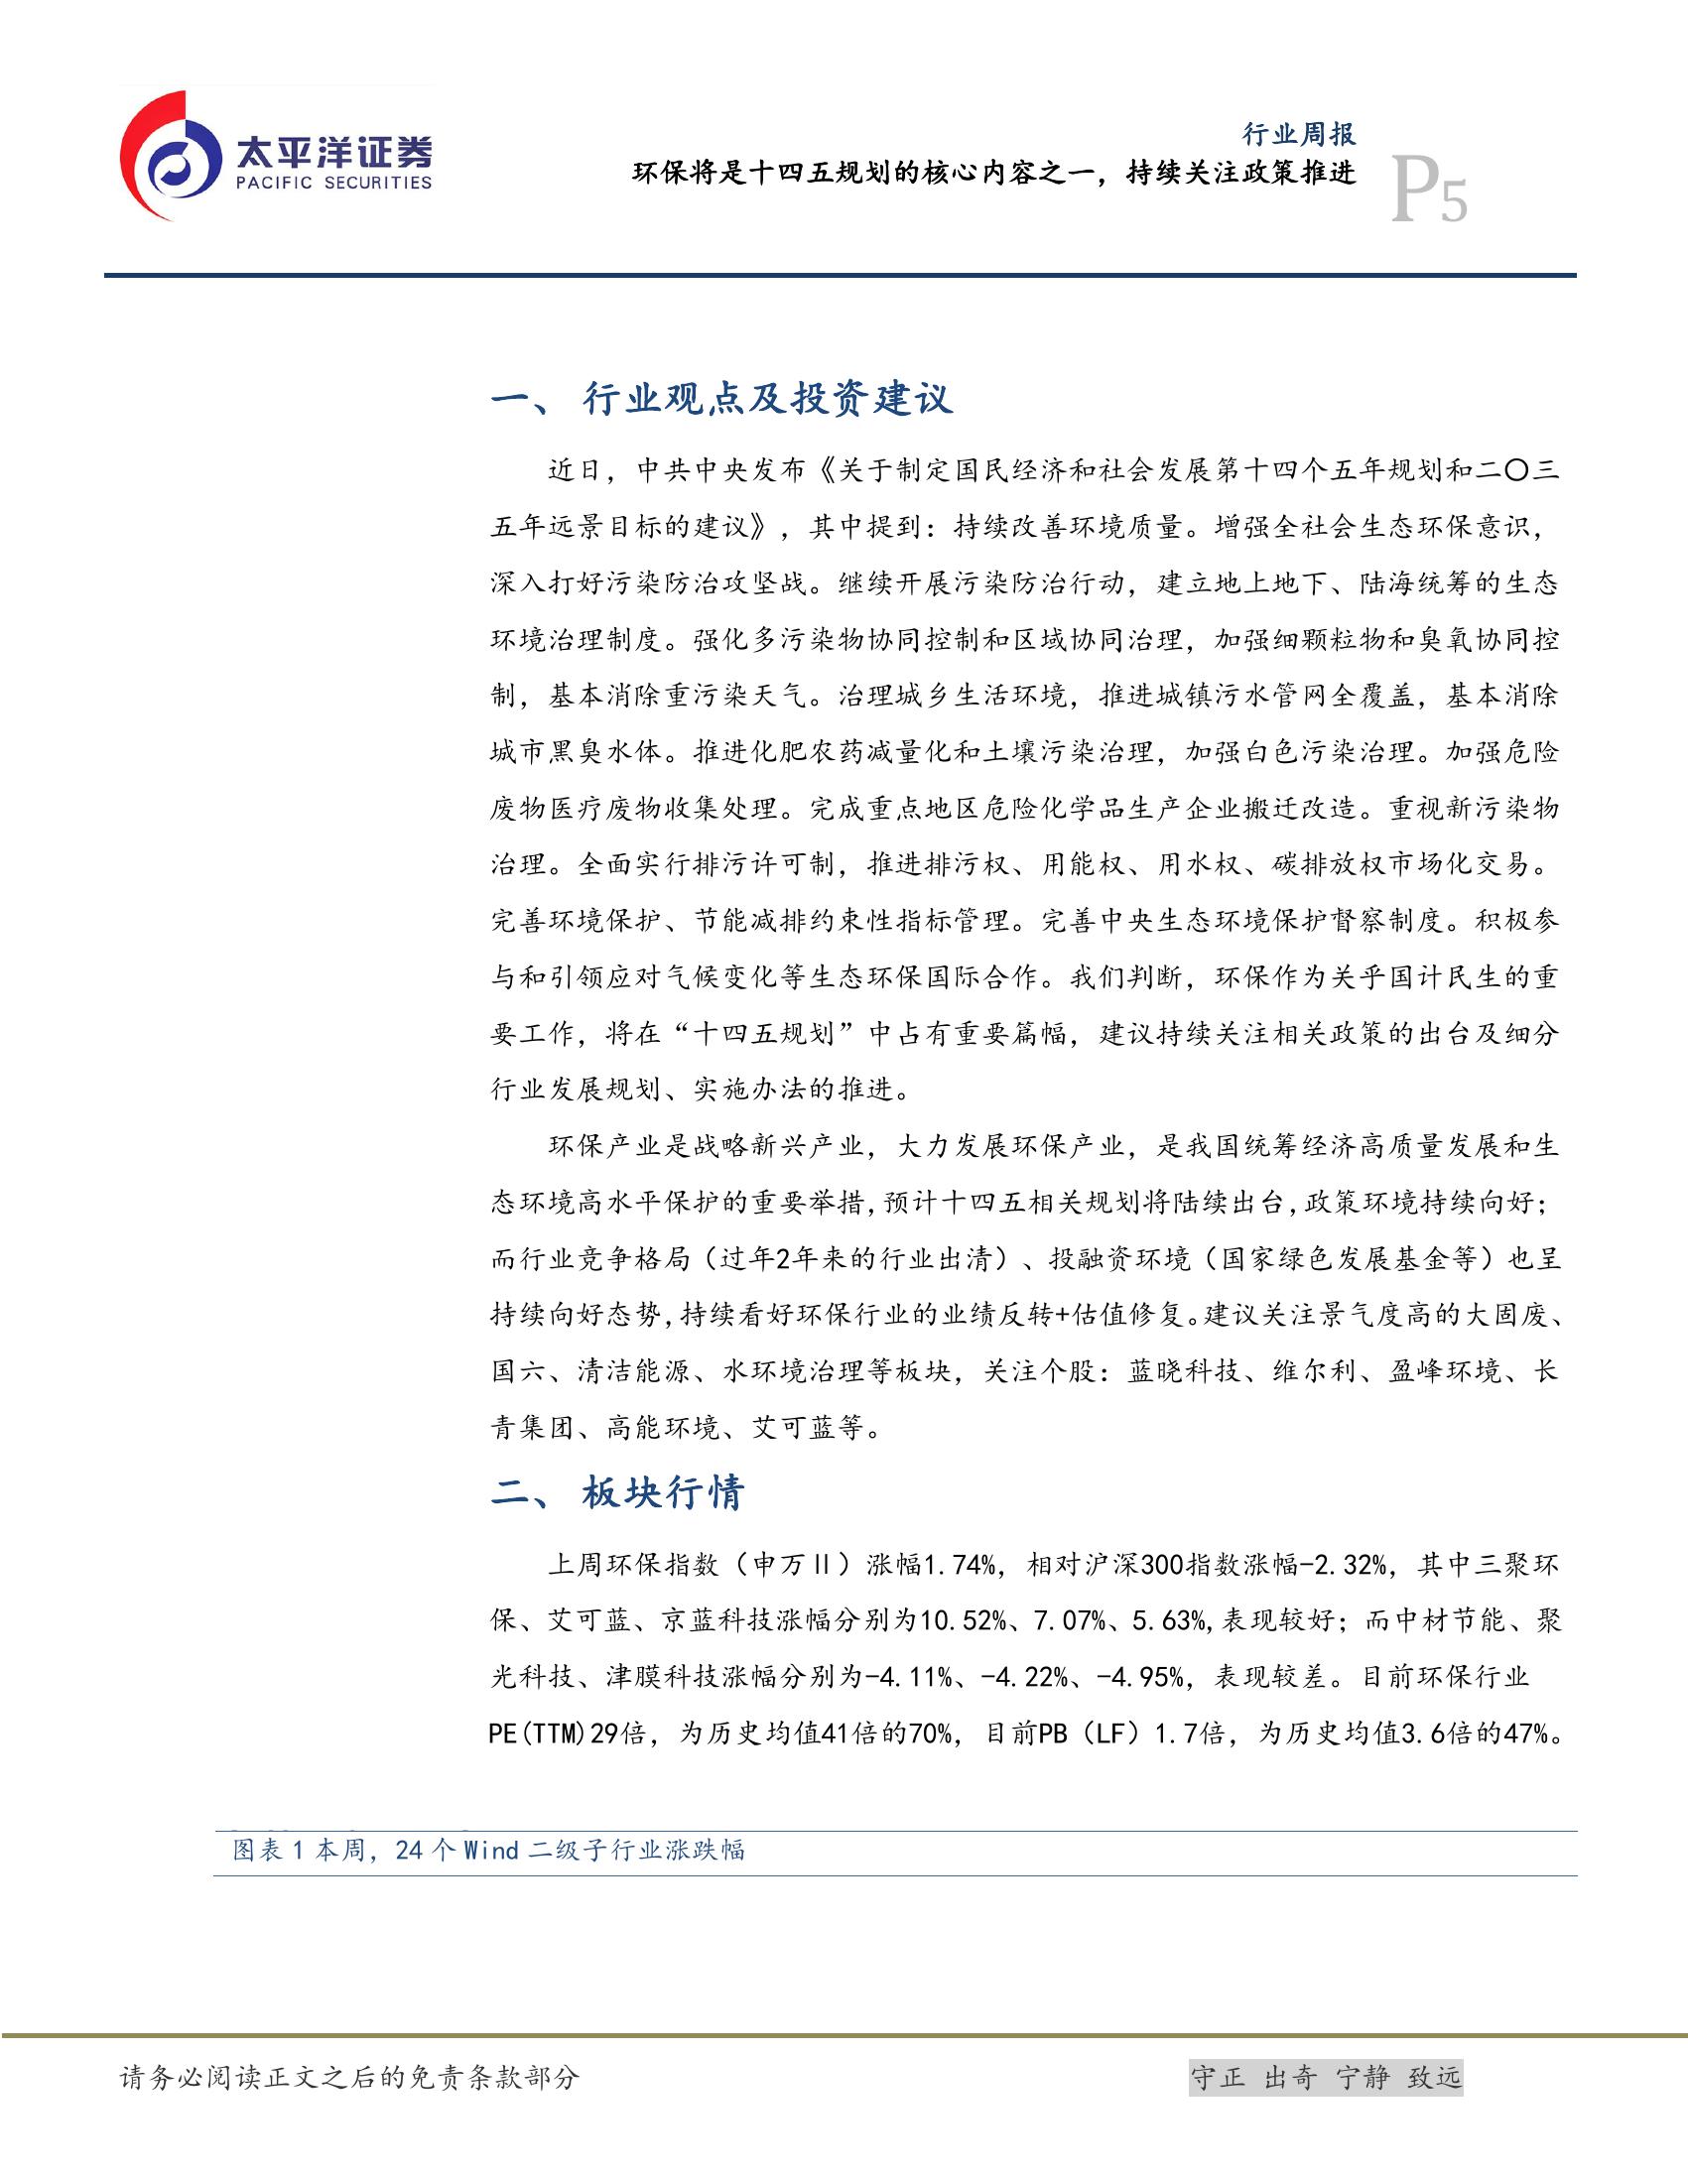 太平洋证券
PACIFIC SECURITIES
行业周报
环保将是十四五规划的核心内容之一，持续关注政策推进
P5
一、 行业观点及投资建议
近日，中共中央发布《关于制定国民经济和社会发展第十四个五年规划和二〇三
五年远景目标的建议》，其中提到：持续改善环境质量。增强全社会生态环保意识，
深入打好污染防治攻坚战。继续开展污染防治行动，建立地上地下、陆海统筹的生态
环境治理制度。强化多污染物协同控制和区域协同治理，加强细颗粒物和臭氧协同控
制，基本消除重污染天气。治理城乡生活环境，推进城镇污水管网全覆盖，基本消除
城市黑臭水体。推进化肥农药减量化和土壤污染治理，加强白色污染治理。加强危险
废物医疗废物收集处理。完成重点地区危险化学品生产企业搬迁改造。重视新污染物
治理。全面实行排污许可制，推进排污权、用能权、用水权、碳排放权市场化交易。
完善环境保护、节能减排约束性指标管理。完善中央生态环境保护督察制度。积极参
与和引领应对气候变化等生态环保国际合作。我们判断，环保作为关乎国计民生的重
要工作，将在“十四五规划”中占有重要篇幅，建议持续关注相关政策的出台及细分
行业发展规划、实施办法的推进。
环保产业是战略新兴产业，大力发展环保产业，是我国统筹经济高质量发展和生
态环境高水平保护的重要举措,预计十四五相关规划将陆续出台,政策环境持续向好；
而行业竞争格局（过年2年来的行业出清）、投融资环境（国家绿色发展基金等）也呈
持续向好态势,持续看好环保行业的业绩反转+估值修复。建议关注景气度高的大固废、
国六、清洁能源、水环境治理等板块，关注个股：蓝晓科技、维尔利、盈峰环境、长
青集团、高能环境、艾可蓝等。
二、 板块行情
上周环保指数（申万Ⅱ）涨幅1.74%，相对沪深300指数涨幅-2.32%，其中三聚环
保、艾可蓝、京蓝科技涨幅分别为10.52%、7.07%、5.63%,表现较好；而中材节能、聚
光科技、津膜科技涨幅分别为-4.11%、-4.22%、-4.95%，表现较差。目前环保行业
PE(TTM)29倍，为历史均值41倍的70%，目前PB（LF）1.7倍，为历史均值3.6倍的47%。
图表 1 本周，24 个 Wind 二级子行业涨跌幅
请务必阅读正文之后的免责条款部分
守正 出奇 宁静 致远